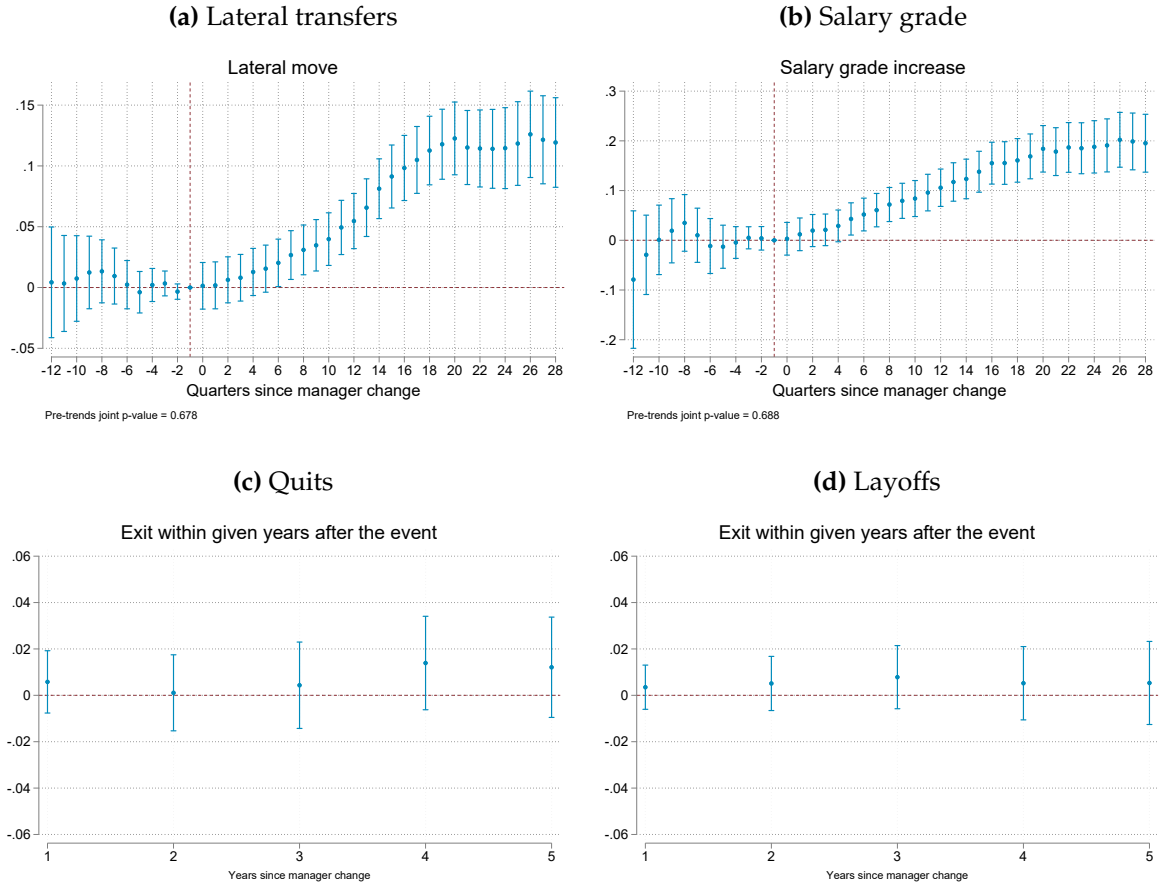 (a) Lateral transfers
Lateral move
.15
.1
.05
0
-.05
-12 -10 -8 -6 -4 -2 0 2 4 6 8 10 12 14 16 18 20 22 24 26 28
Quarters since manager change
Pre-trends joint p-value = 0.678
(b) Salary grade
Salary grade increase
.3
.2
.1
0
-.1
-.2
-12 -10 -8 -6 -4 -2 0 2 4 6 8 10 12 14 16 18 20 22 24 26 28
Quarters since manager change
Pre-trends joint p-value = 0.688
(c) Quits
Exit within given years after the event
.06
.04
.02
0
-.02
-.04
-.06
1 2 3 4 5
Years since manager change
(d) Layoffs
Exit within given years after the event
.06
.04
.02
0
-.02
-.04
-.06
1 2 3 4 5
Years since manager change